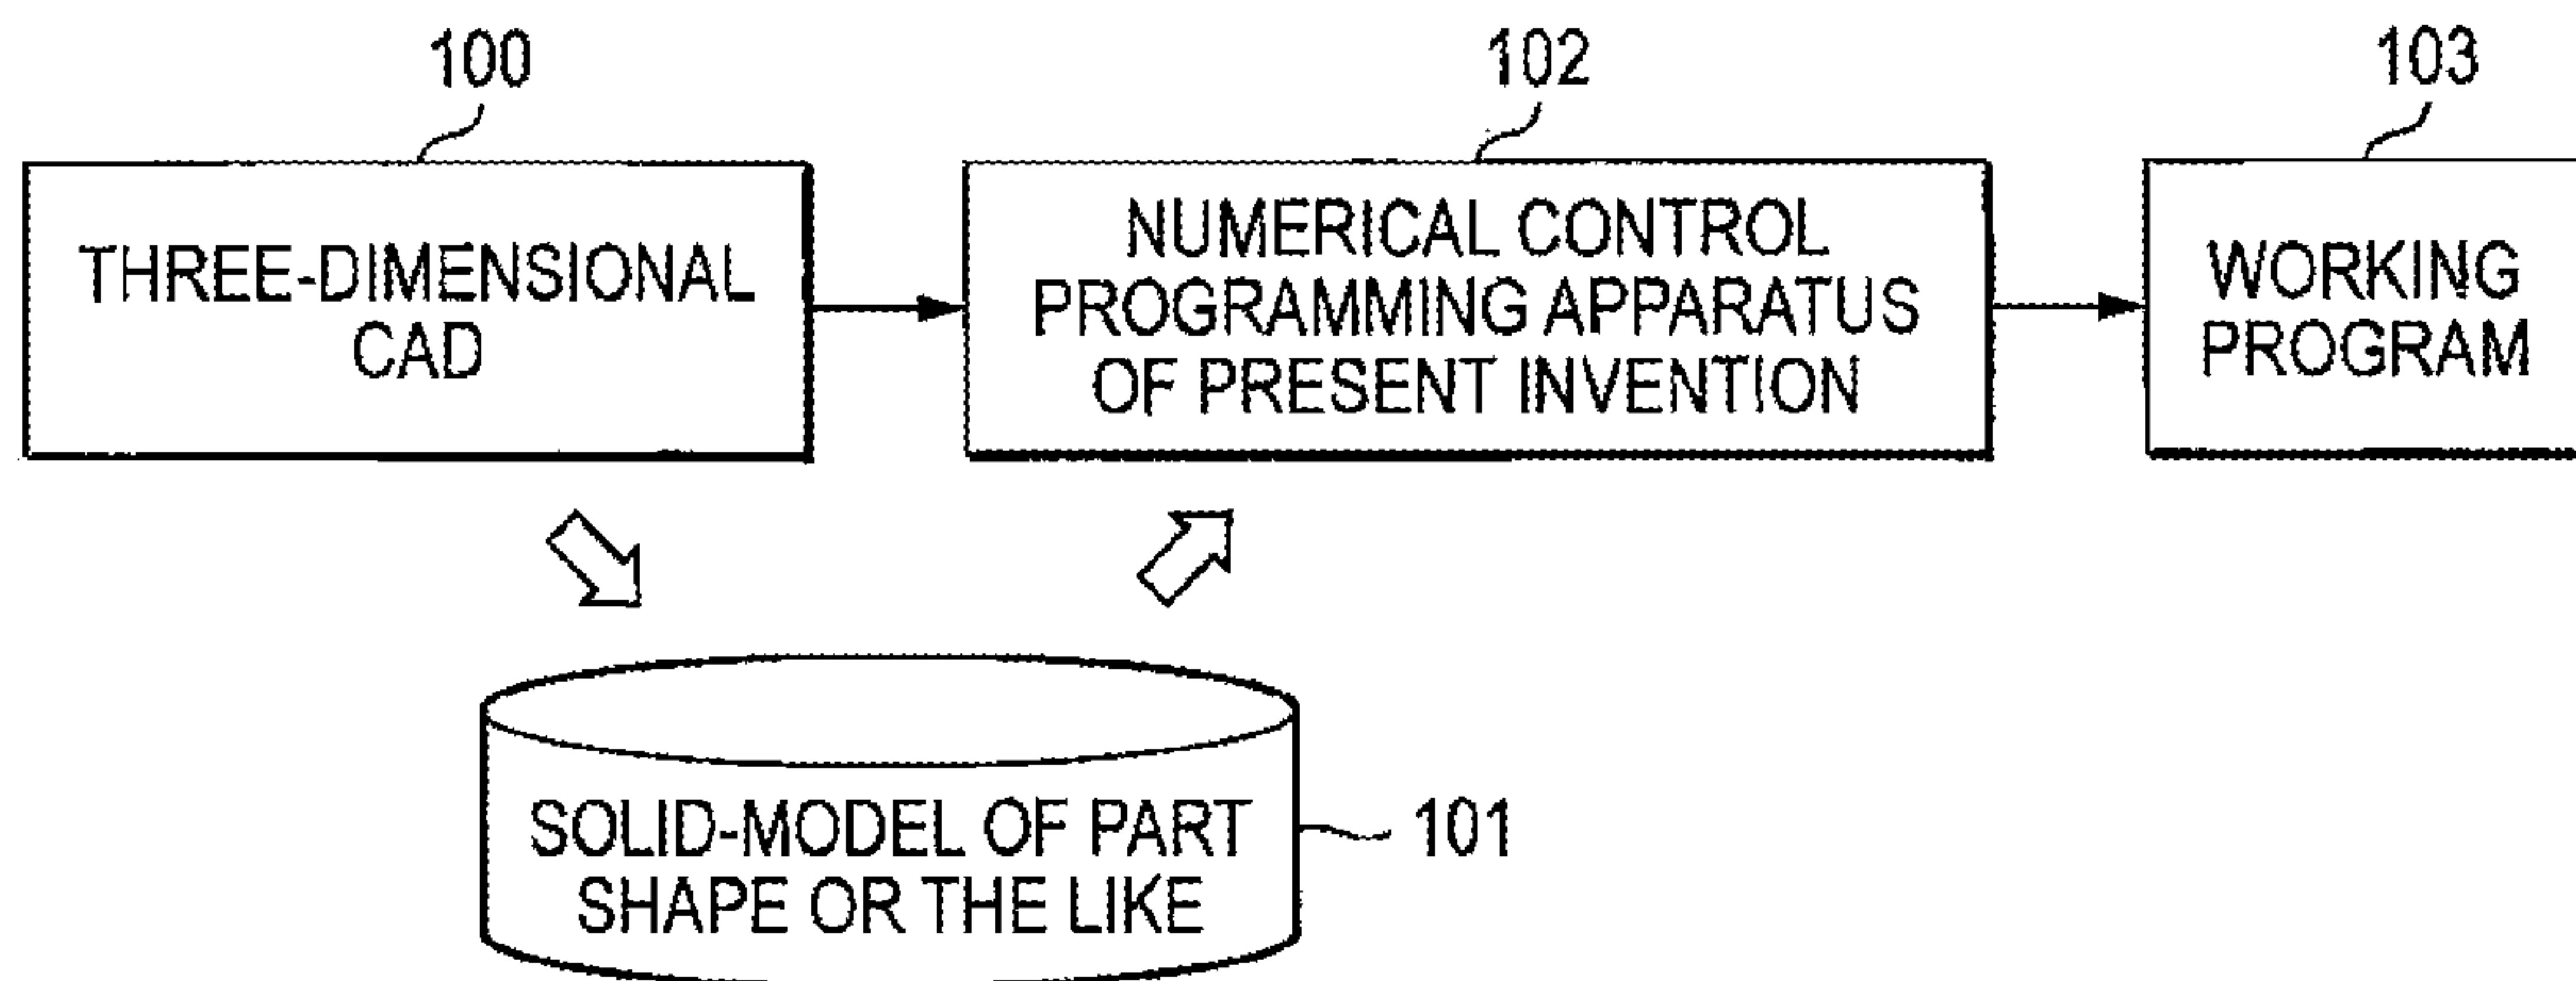 100
102
103
THREE-DIMENSIONAL
CAD
NUMERICAL CONTROL
PROGRAMMING APPARATUS
OF PRESENT INVENTION
WORKING
PROGRAM
SOLID-MODEL OF PART
SHAPE OR THE LIKE
101